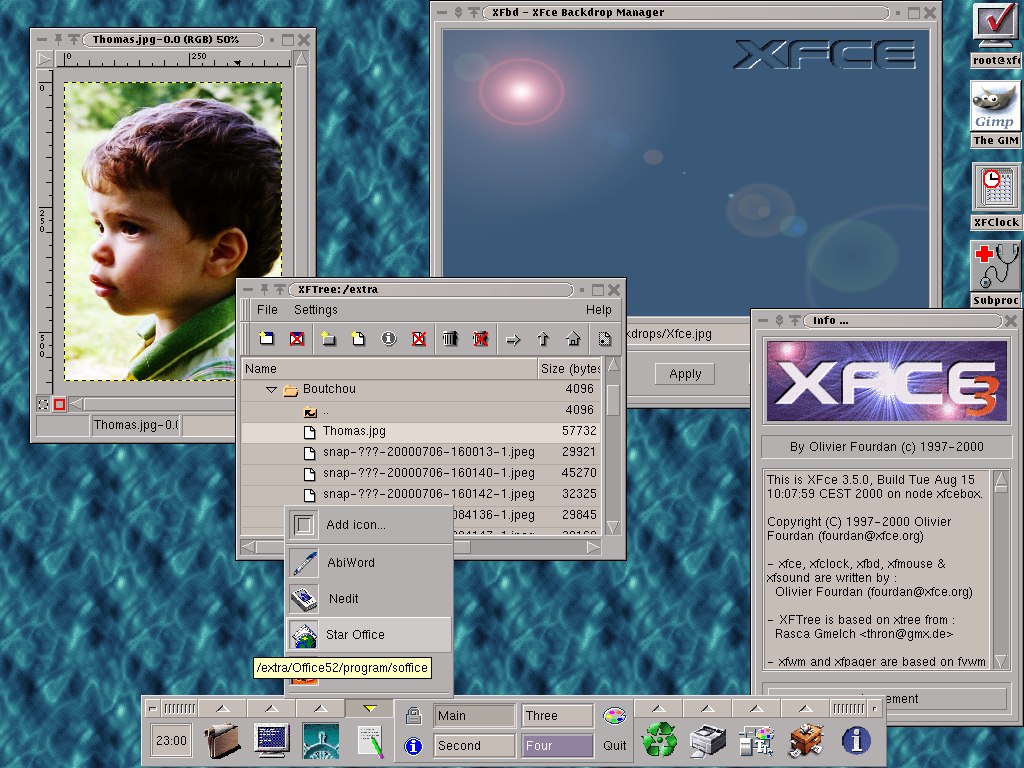 Thomas.jpg-0.0 (RGB) 50%
0
250
0
250
500
Thomas.jpg-0.0
XFbd - XFce Backdrop Manager
XFCE
kdrops/Xfce.jpg
Apply
root@xfc
Gimp
The GIM
XFClock
Subproc
XFTree: /extra
File Settings Help
Name Size (bytes
Boutchou 4096
.. 4096
Thomas.jpg 57732
snap-???-20000706-160013-1.jpeg 29921
snap-???-20000706-160140-1.jpeg 45270
snap-???-20000706-160142-1.jpeg 32325
084136-1.jpeg 29845
Add icon...
AbiWord
Nedit
Star Office
/extra/Office52/program/soffice
Info ...
XFCE 3
By Olivier Fourdan (c) 1997-2000
This is XFce 3.5.0, Build Tue Aug 15
10:07:59 CEST 2000 on node xfcebox.
Copyright (C) 1997-2000 Olivier
Fourdan (fourdan@xfce.org)
- xfce, xfclock, xfbd, xfmouse &
xfsound are written by :
Olivier Fourdan (fourdan@xfce.org)
- XFTree is based on xtree from :
Rasca Gmelch <thron@gmx.de>
- xfwm and xfpager are based on fvwm
ement
23:00
Main
Three
Second
Four
Quit